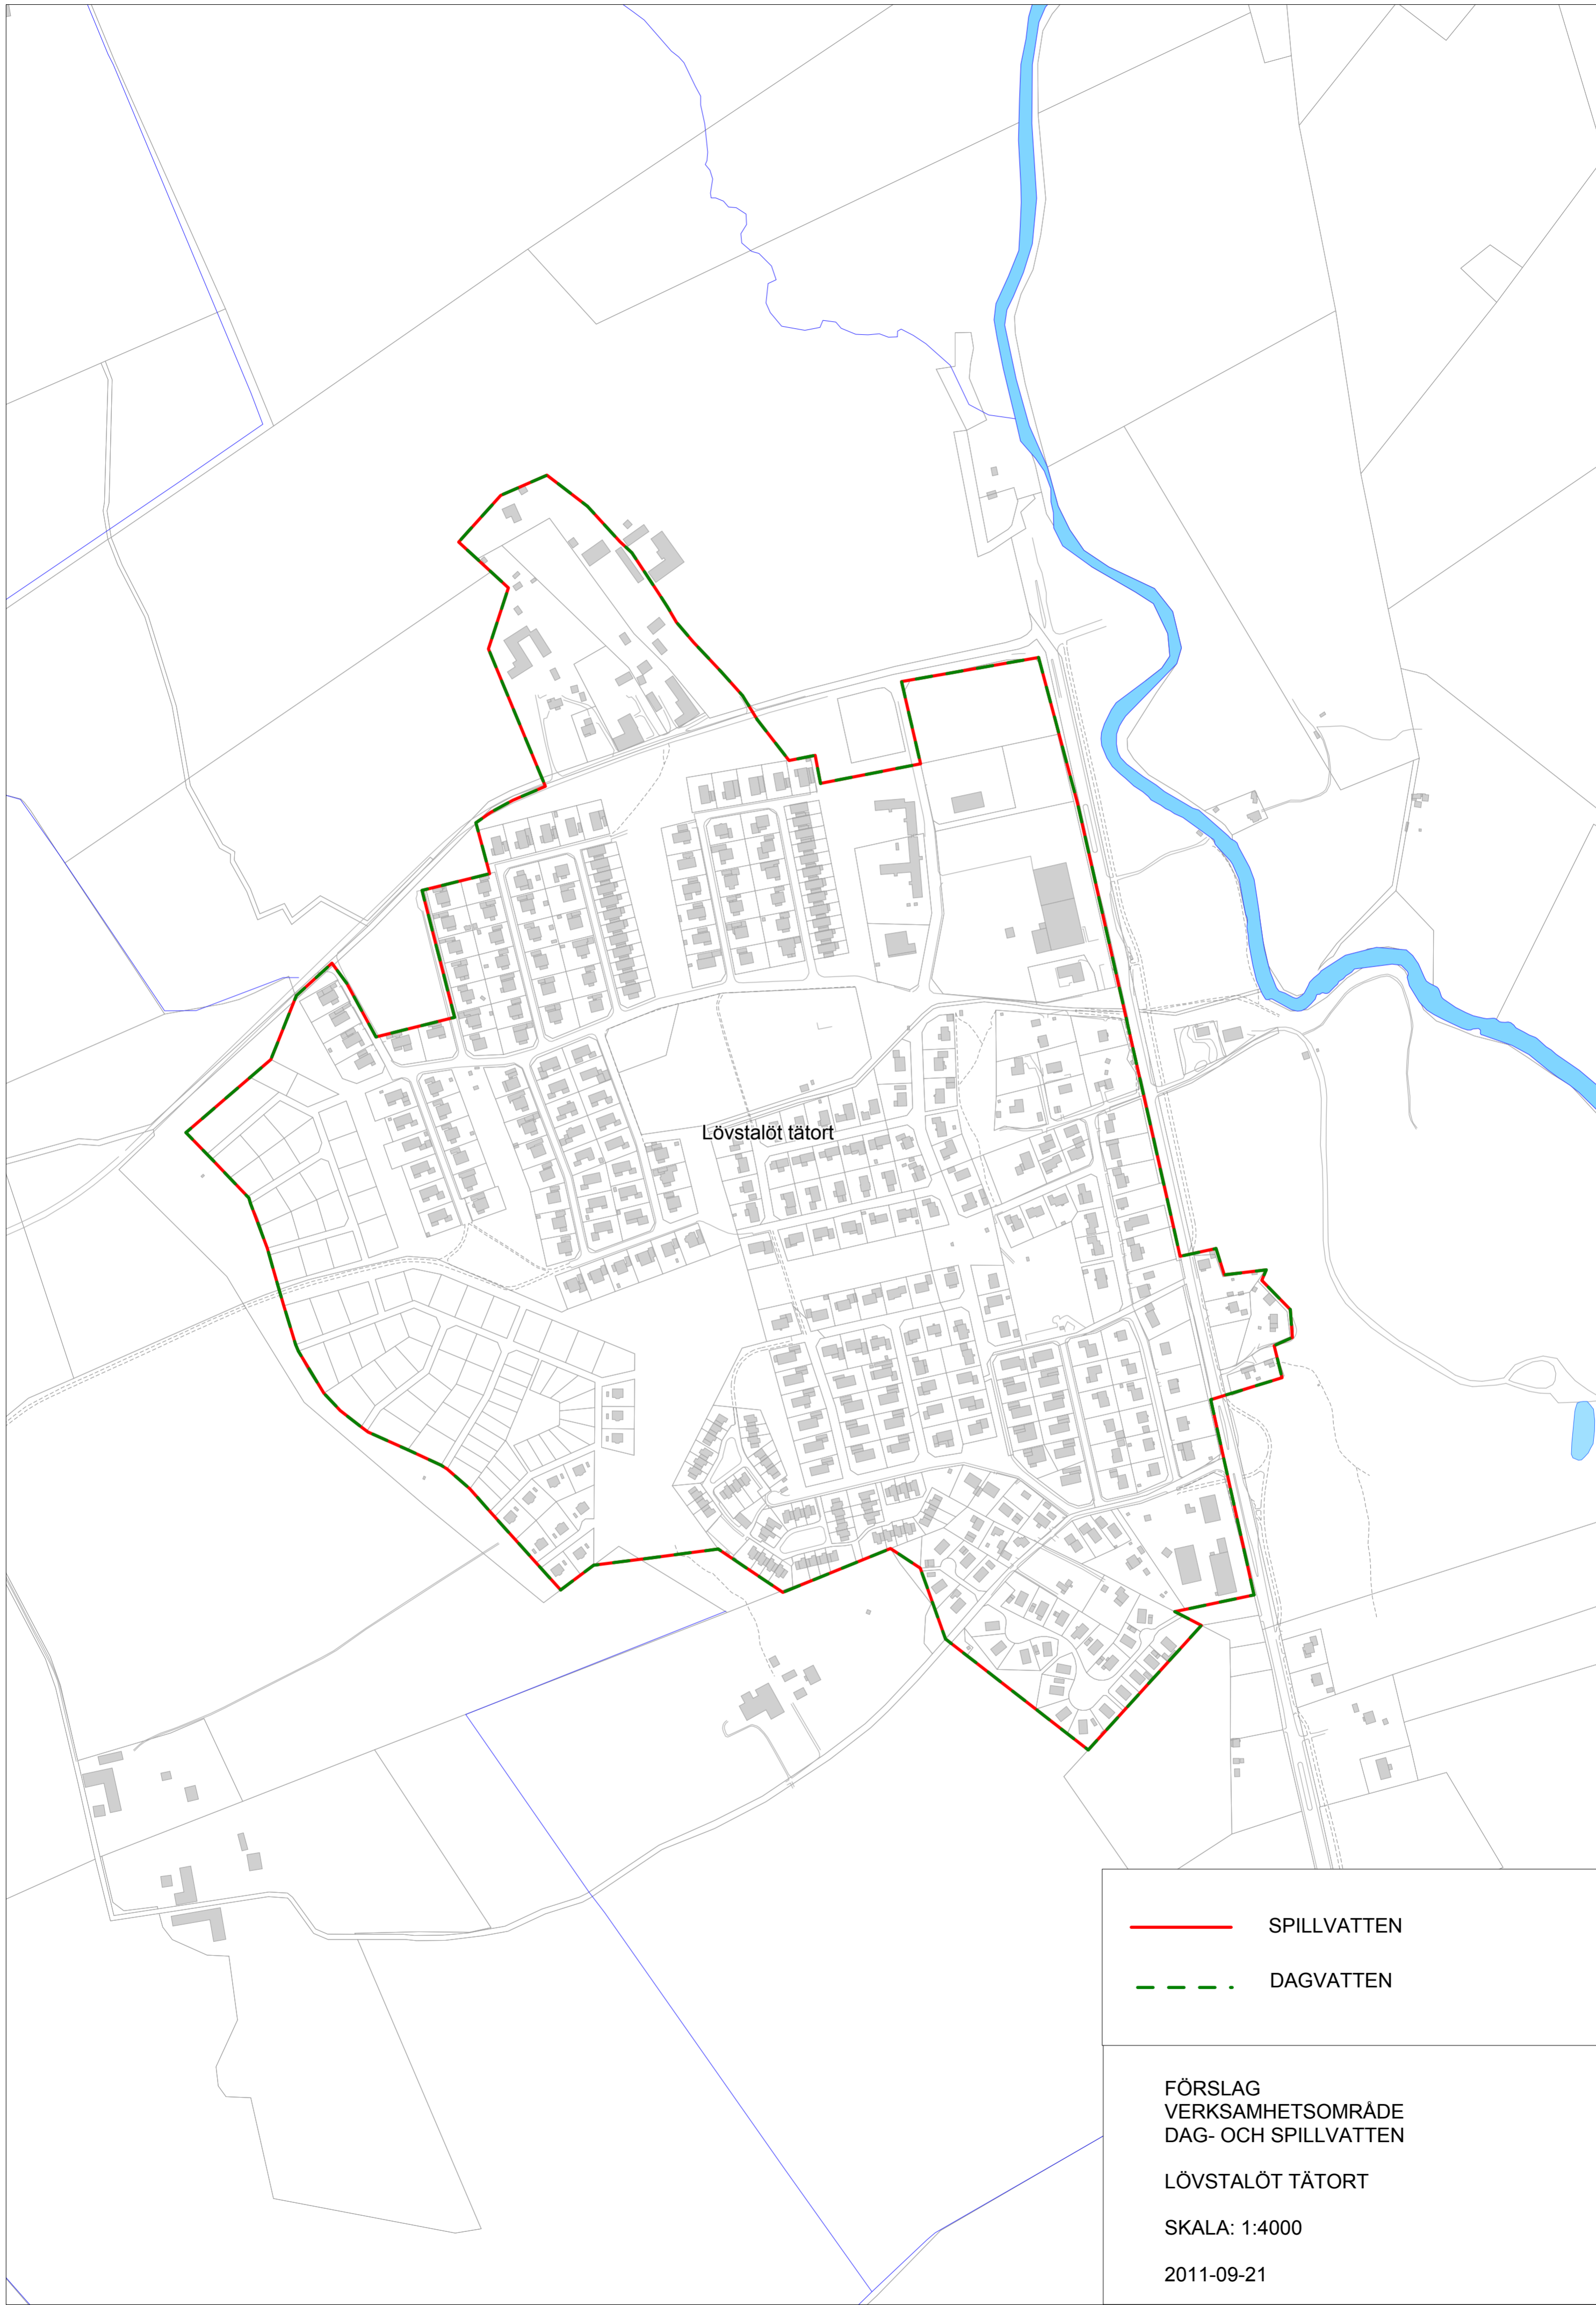 Lövstalöt tätort
SPILLVATTEN
DAGVATTEN
FÖRSLAG
VERKSAMHETSOMRÅDE
DAG- OCH SPILLVATTEN
LÖVSTALÖT TÄTORT
SKALA: 1:4000
2011-09-21